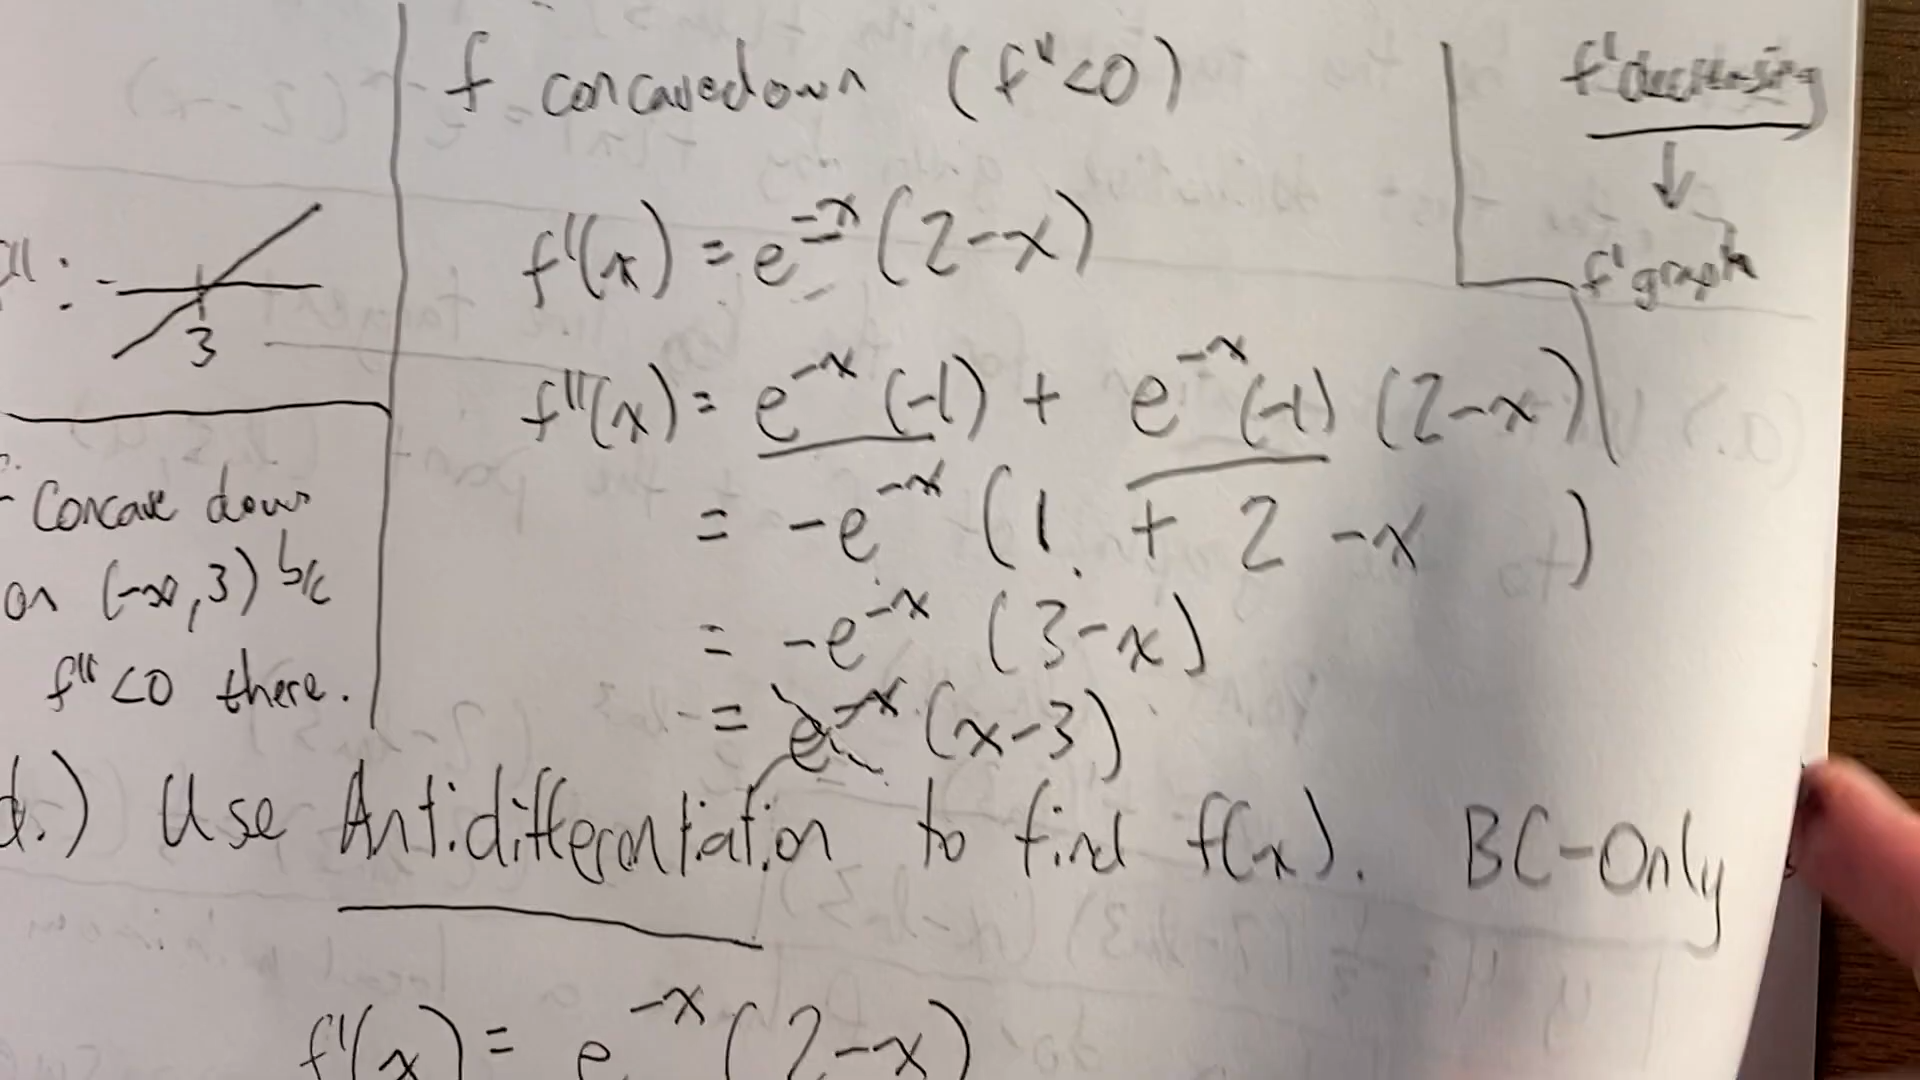 f concavedown (f''<0)
f' decreasing
↓
f' graph
f'(x) = e^{-x} (2-x)
f''(x) = e^{-x} (-1) + e^{-x} (-1) (2-x)
= -e^{-x} (1 + 2 -x)
= -e^{-x} (3-x)
= e^{-x} (x-3)
3
Concave down
on (-∞,3) b/c
f'' <0 there.
d.) Use Antidifferentiation to find f(x). BC-Only
f'(x) = e^{-x} (2-x)